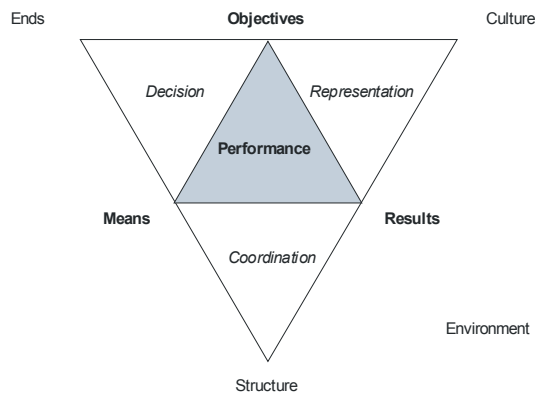 Ends
Objectives
Culture
Decision
Representation
Performance
Means
Results
Coordination
Environment
Structure